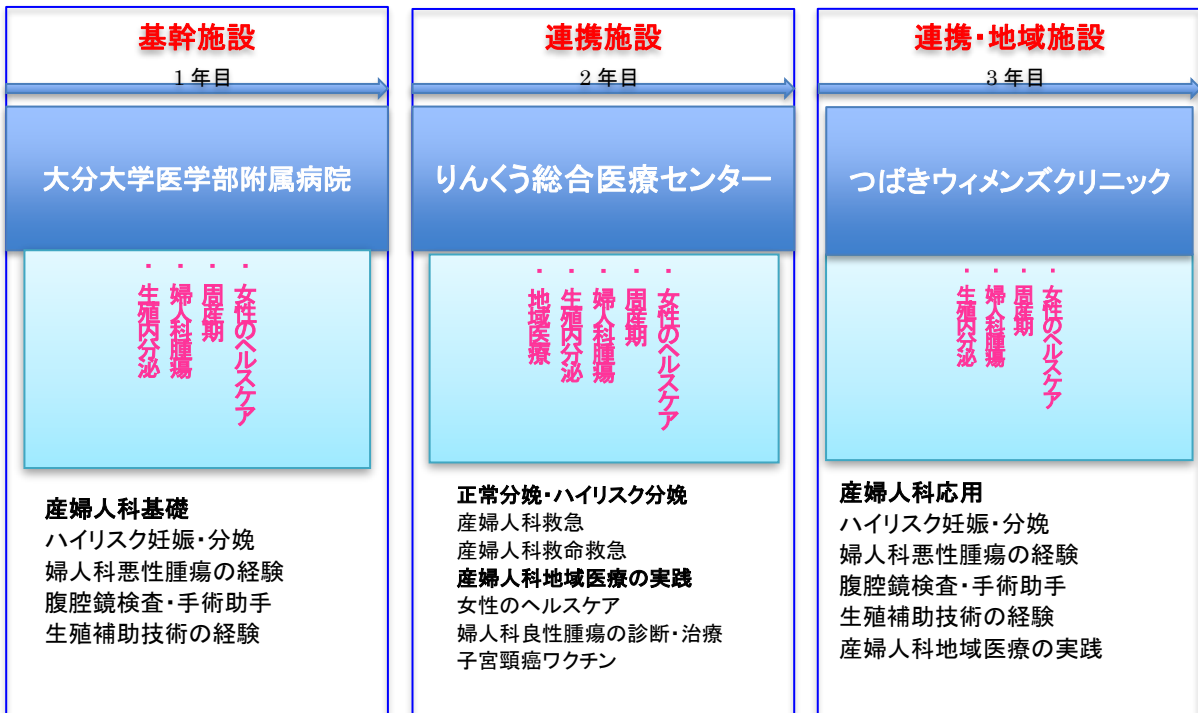 基幹施設
1年目
大分大学医学部附属病院
・女性のヘルスケア
・周産期
・婦人科腫瘍
・生殖内分泌
産婦人科基礎
ハイリスク妊娠・分娩
婦人科悪性腫瘍の経験
腹腔鏡検査・手術助手
生殖補助技術の経験
連携施設
2年目
りんくう総合医療センター
・女性のヘルスケア
・周産期
・婦人科腫瘍
・生殖内分泌
・地域医療
正常分娩・ハイリスク分娩
産婦人科救急
産婦人科救命救急
産婦人科地域医療の実践
女性のヘルスケア
婦人科良性腫瘍の診断・治療
子宮頸癌ワクチン
連携・地域施設
3年目
つばきウィメンズクリニック
・女性のヘルスケア
・周産期
・婦人科腫瘍
・生殖内分泌
産婦人科応用
ハイリスク妊娠・分娩
婦人科悪性腫瘍の経験
腹腔鏡検査・手術助手
生殖補助技術の経験
産婦人科地域医療の実践